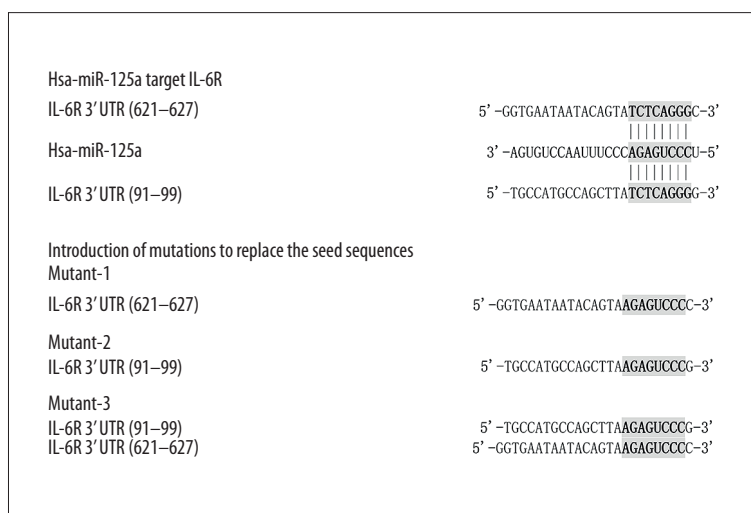 Hsa-miR-125a target IL-6R
IL-6R 3’ UTR (621–627) 5’-GGTGAATAATACAGTATCTCAGGGC-3’
||||||||
Hsa-miR-125a 3’-AGUGUCCAAUUUCCCAGAGUCCCU-5’
||||||||
IL-6R 3’ UTR (91–99) 5’-TGCCATGCCAGCTTATCTCAGGGG-3’
Introduction of mutations to replace the seed sequences
Mutant-1
IL-6R 3’ UTR (621–627) 5’-GGTGAATAATACAGTAAGAGUCCCC-3’
Mutant-2
IL-6R 3’ UTR (91–99) 5’-TGCCATGCCAGCTTAAGAGUCCCG-3’
Mutant-3
IL-6R 3’ UTR (91–99) 5’-TGCCATGCCAGCTTAAGAGUCCCG-3’
IL-6R 3’ UTR (621–627) 5’-GGTGAATAATACAGTAAGAGUCCCC-3’